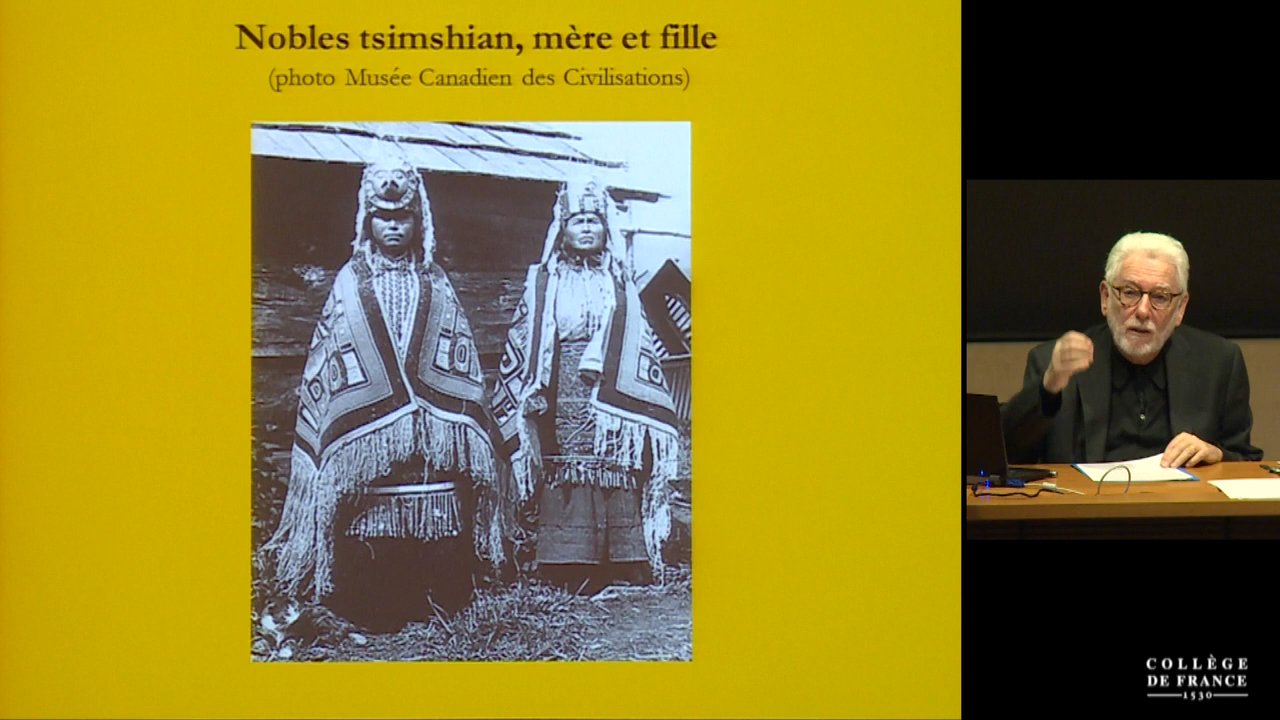 Nobles tsimshian, mère et fille
(photo Musée Canadien des Civilisations)
COLLÈGE
DE FRANCE
1530